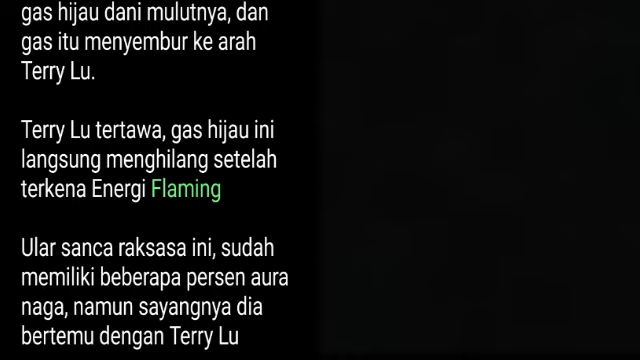 gas hijau dani mulutnya, dan
gas itu menyembur ke arah
Terry Lu.
Terry Lu tertawa, gas hijau ini
langsung menghilang setelah
terkena Energi Flaming
Ular sanca raksasa ini, sudah
memiliki beberapa persen aura
naga, namun sayangnya dia
bertemu dengan Terry Lu